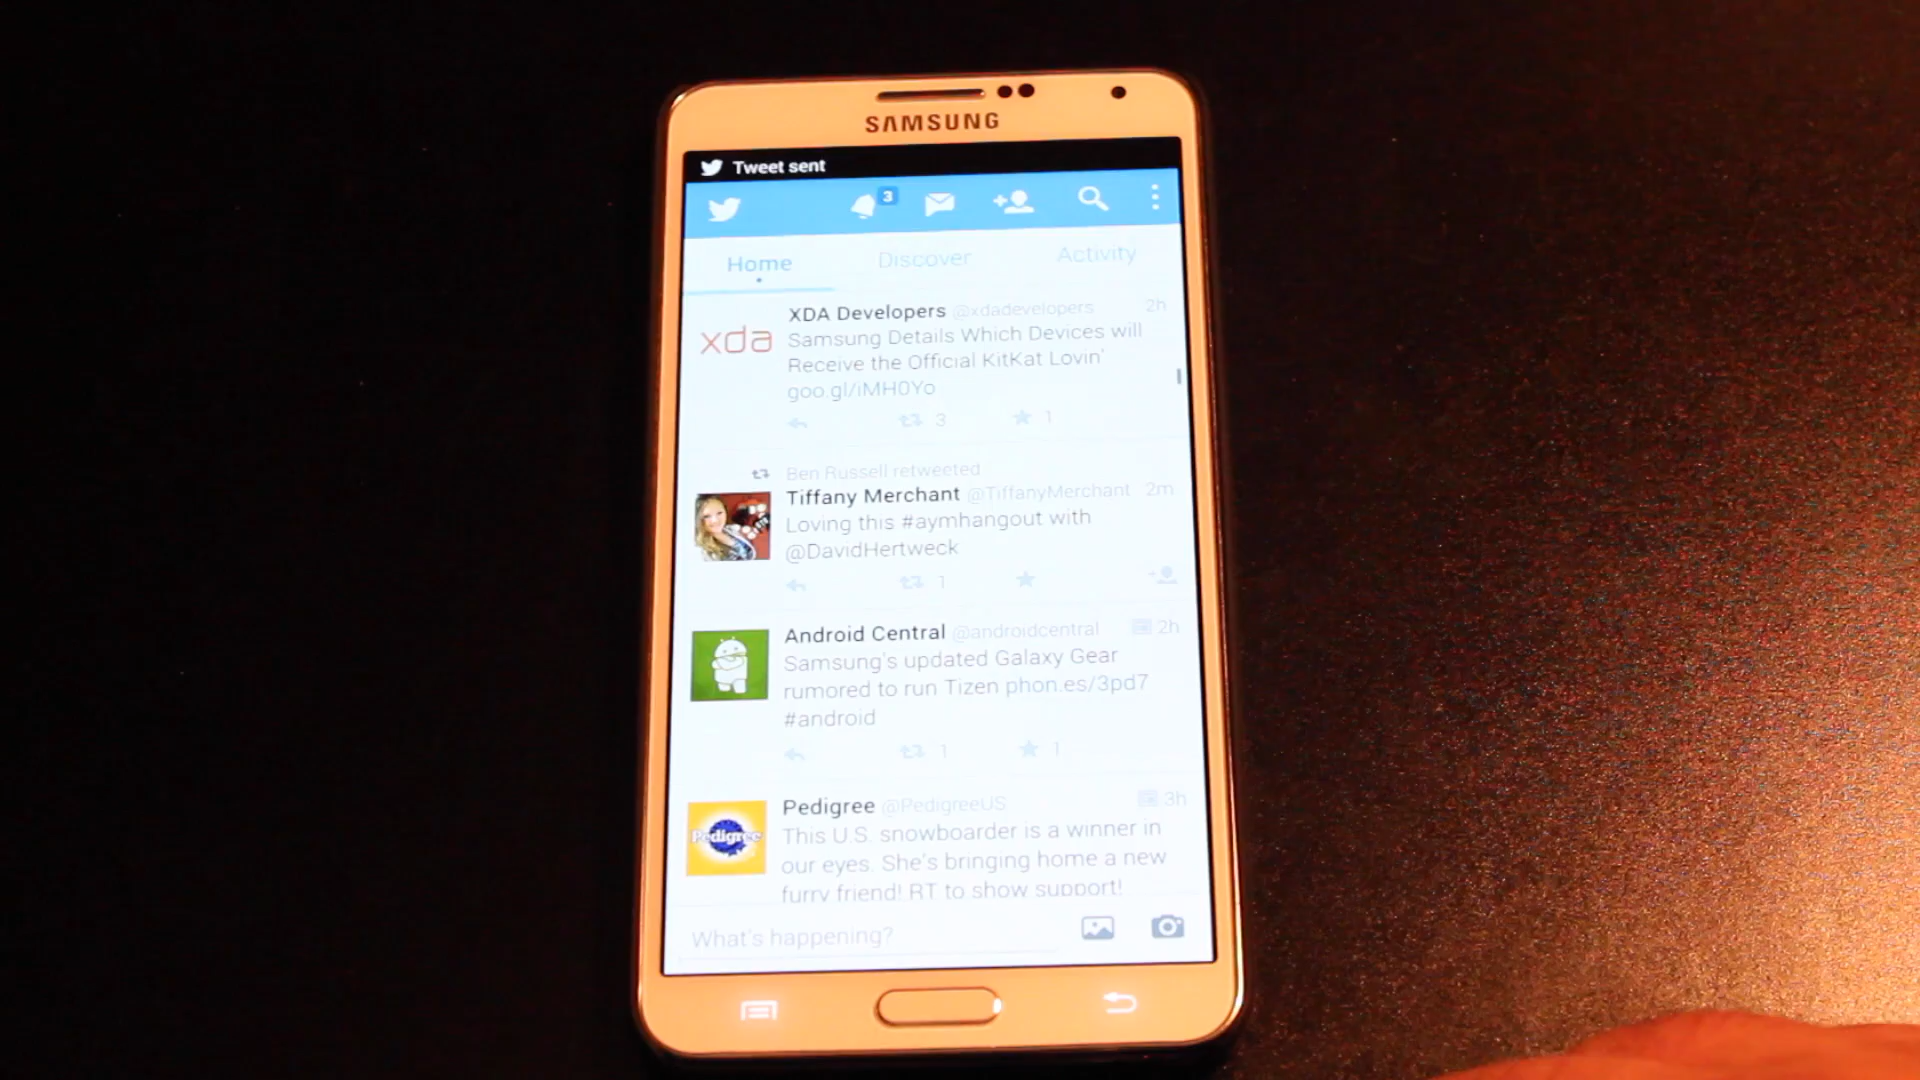 SAMSUNG
Tweet sent
3
Home Discover Activity
XDA Developers @xdadevelopers 2h
xda
Samsung Details Which Devices will
Receive the Official KitKat Lovin'
goo.gl/iMH0Yo
3 1
Ben Russell retweeted
Tiffany Merchant @TiffanyMerchant 2m
Loving this #aymhangout with
@DavidHertweck
1
Android Central @androidcentral 2h
Samsung's updated Galaxy Gear
rumored to run Tizen phon.es/3pd7
#android
1 1
Pedigree @PedigreeUS 3h
Pedigree
This U.S. snowboarder is a winner in
our eyes. She's bringing home a new
furry friend! RT to show support!
What's happening?